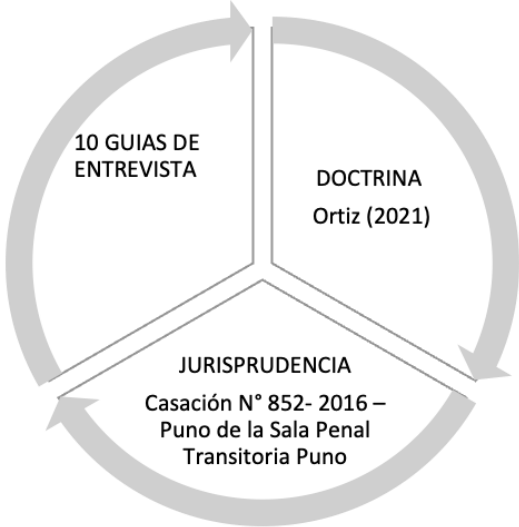 10 GUIAS DE
ENTREVISTA
DOCTRINA
Ortiz (2021)
JURISPRUDENCIA
Casación N° 852- 2016 –
Puno de la Sala Penal
Transitoria Puno